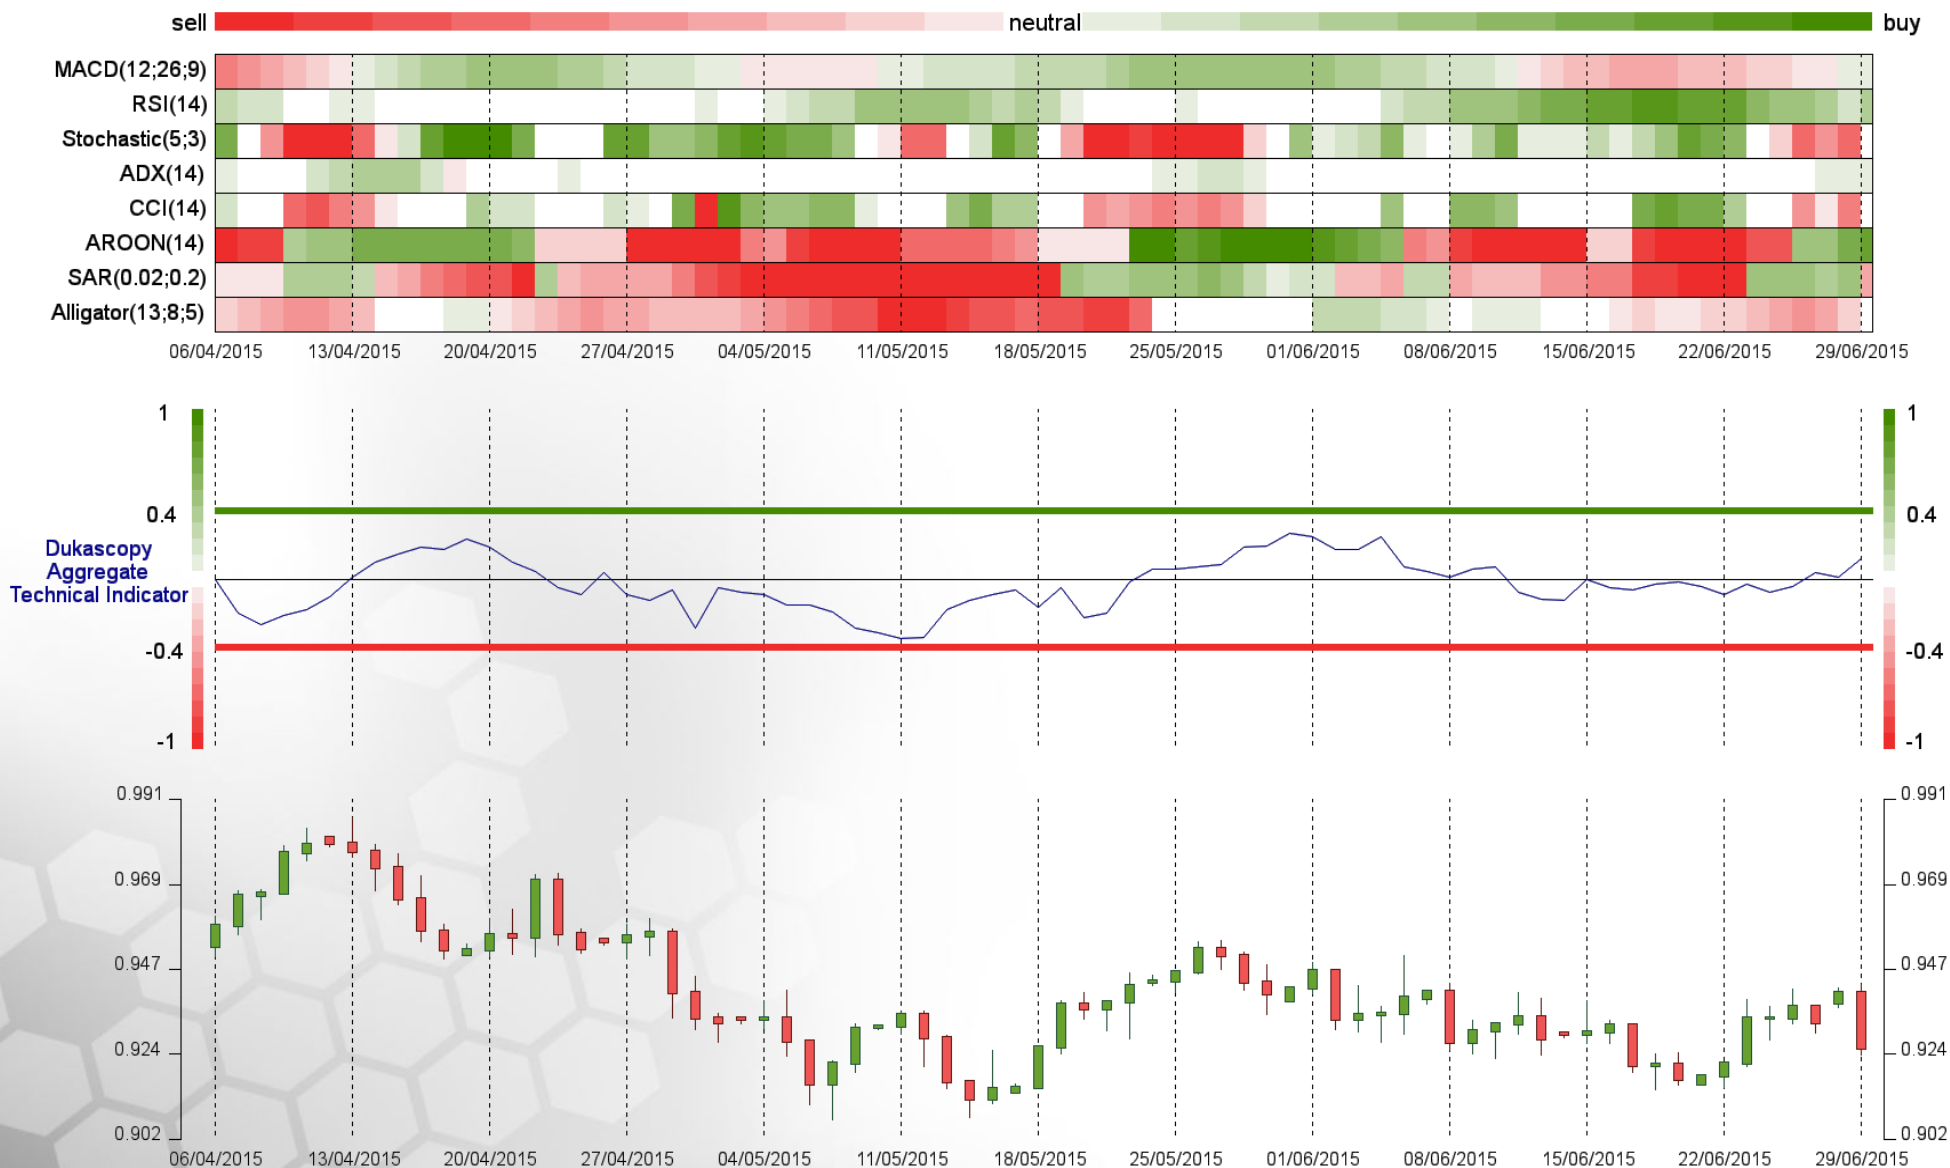 sell neutral buy
MACD(12;26;9)
RSI(14)
Stochastic(5;3)
ADX(14)
CCI(14)
AROON(14)
SAR(0.02;0.2)
Alligator(13;8;5)
06/04/2015 13/04/2015 20/04/2015 27/04/2015 04/05/2015 11/05/2015 18/05/2015 25/05/2015 01/06/2015 08/06/2015 15/06/2015 22/06/2015 29/06/2015
1 1
0.4 0.4
Dukascopy
Aggregate
Technical Indicator
-0.4 -0.4
-1 -1
0.991 0.991
0.969 0.969
0.947 0.947
0.924 0.924
0.902 0.902
06/04/2015 13/04/2015 20/04/2015 27/04/2015 04/05/2015 11/05/2015 18/05/2015 25/05/2015 01/06/2015 08/06/2015 15/06/2015 22/06/2015 29/06/2015